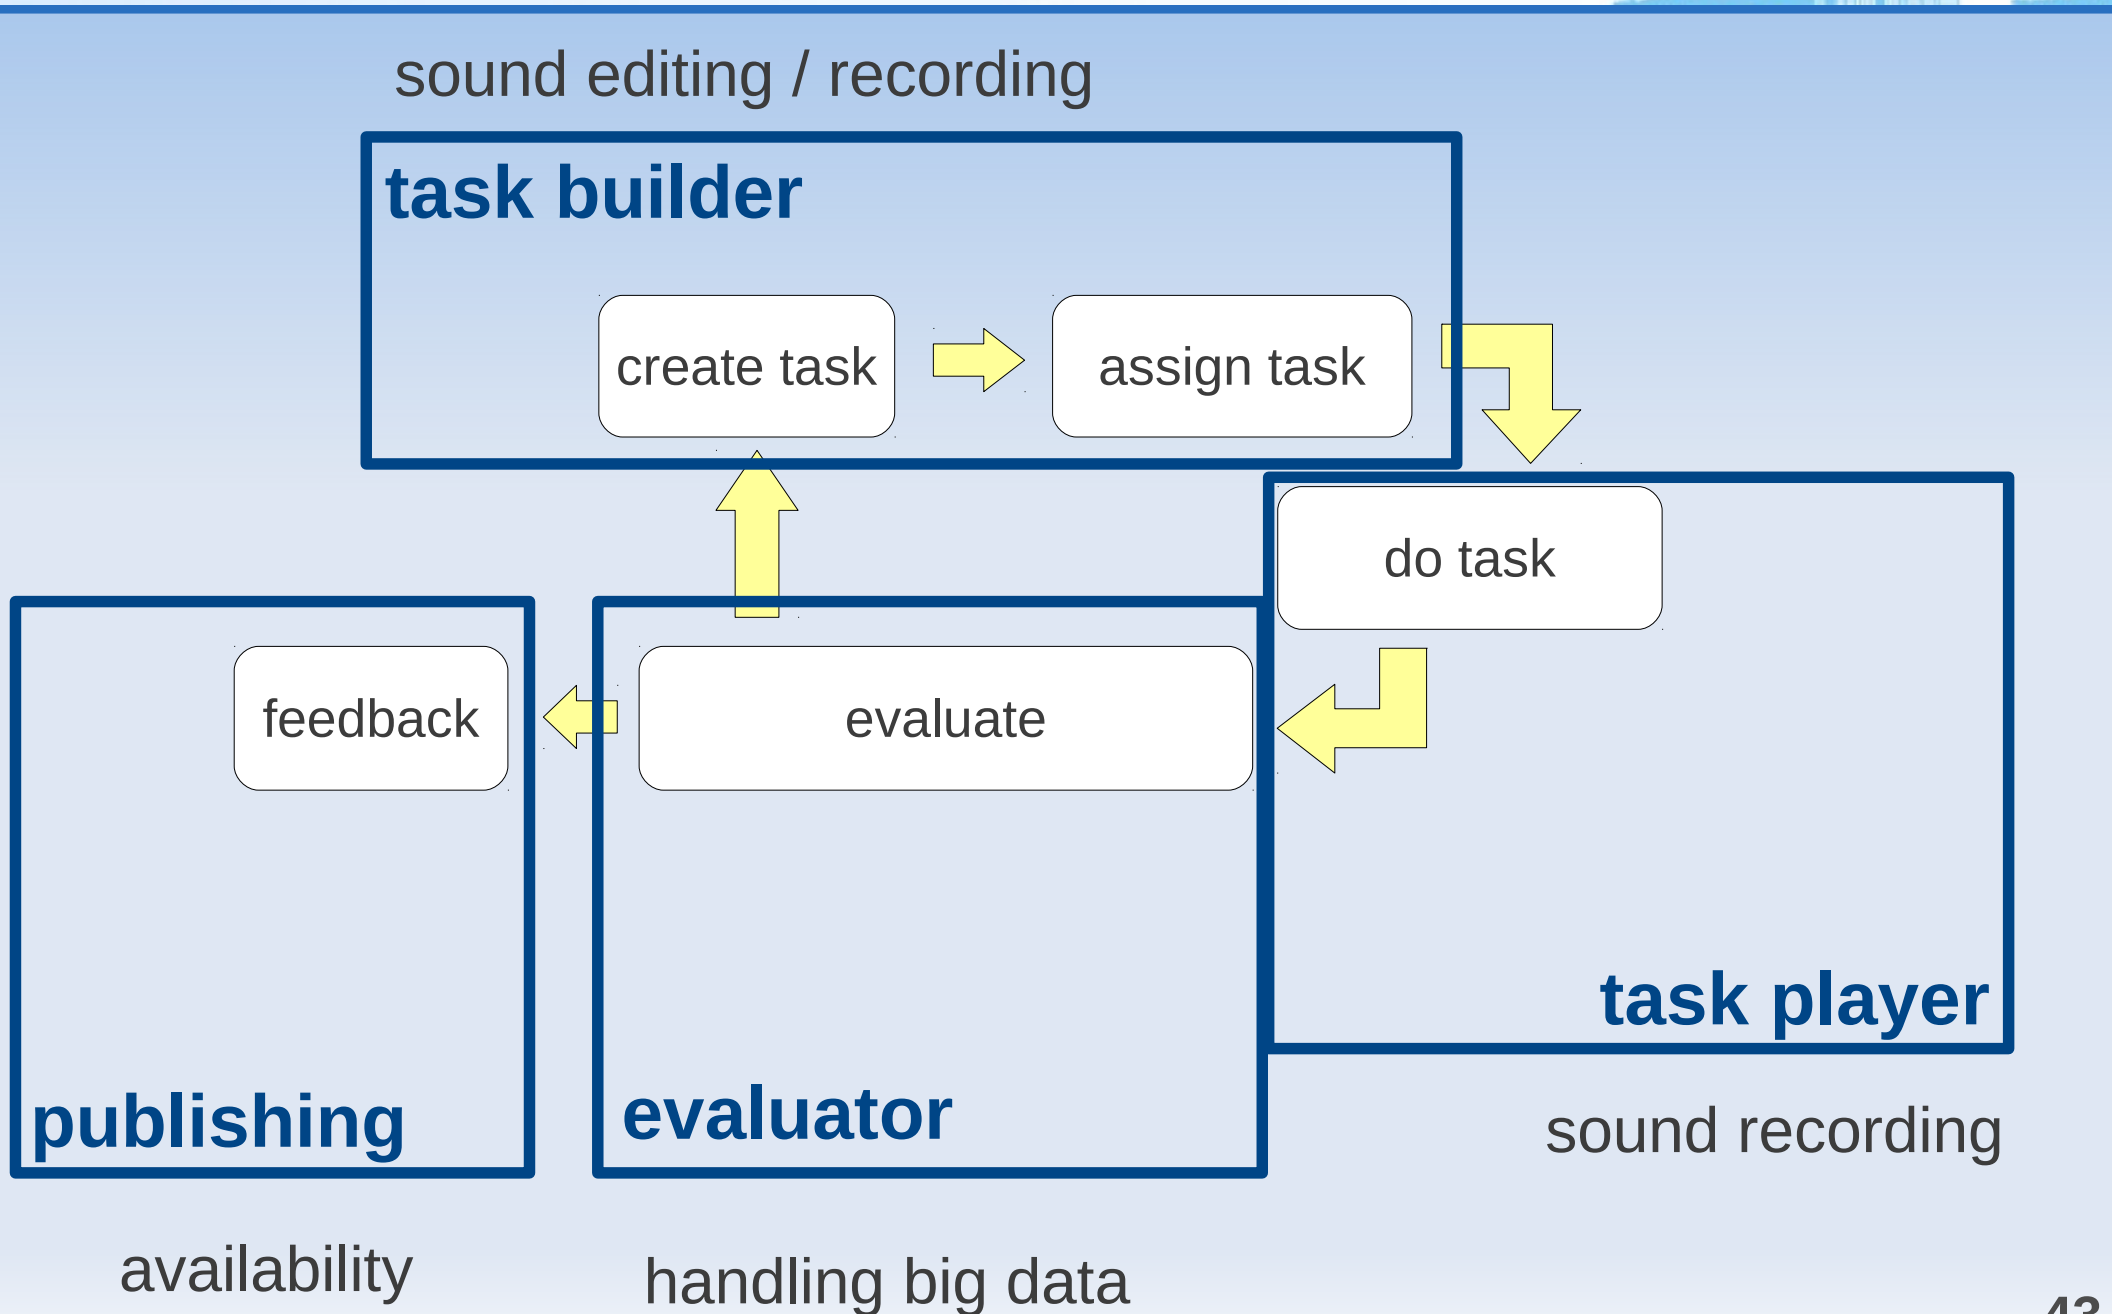 sound editing / recording
task builder
create task
assign task
do task
feedback
evaluate
task player
publishing
evaluator
sound recording
availability
handling big data
43